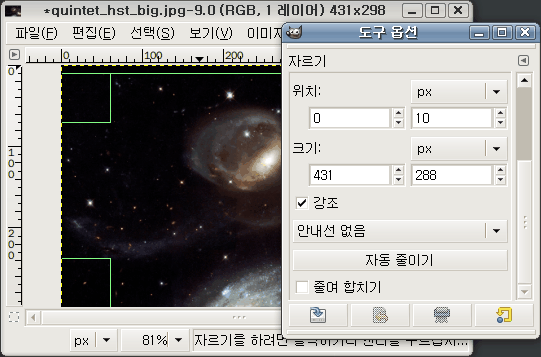 *quintet_hst_big.jpg-9.0 (RGB, 1 레이어) 431x298
도구 옵션
파일(F) 편집(E) 선택(S) 보기(V) 이미지
자르기
0 100 200
위치: px
0 10
크기: px
431 288
강조
안내선 없음
자동 줄이기
줄여 합치기
0
100
200
px 81% 자르기를 하려면